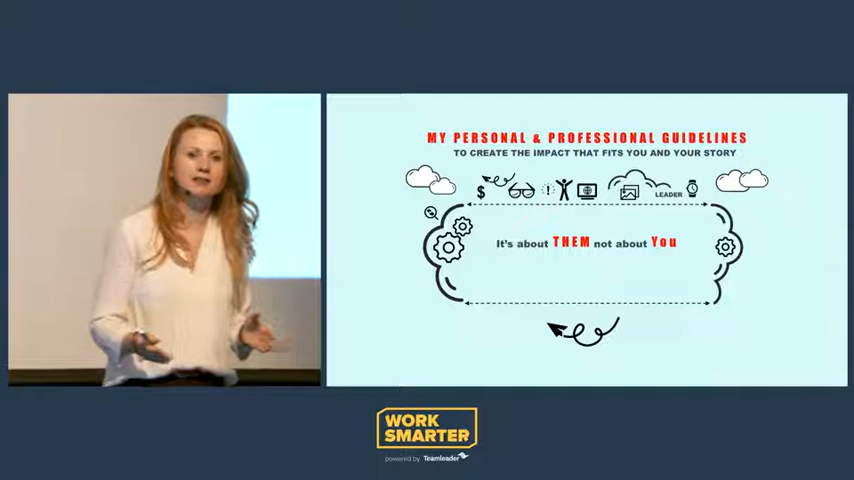 MY PERSONAL & PROFESSIONAL GUIDELINES
TO CREATE THE IMPACT THAT FITS YOU AND YOUR STORY
$
!
LEADER
It's about THEM not about You
WORK
SMARTER
powered by Teamleader